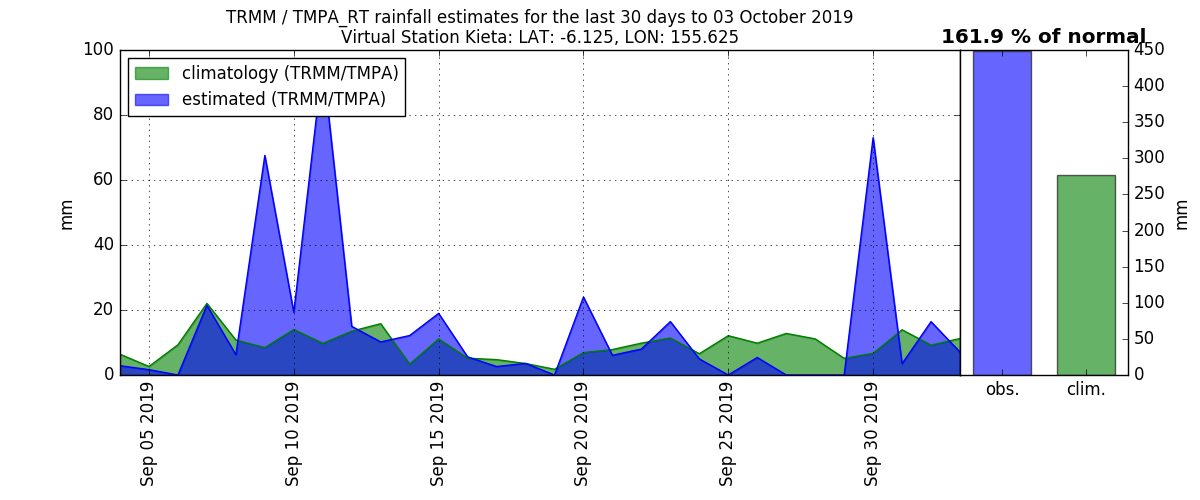 TRMM / TMPA_RT rainfall estimates for the last 30 days to 03 October 2019
Virtual Station Kieta: LAT: -6.125, LON: 155.625
161.9 % of normal
climatology (TRMM/TMPA)
estimated (TRMM/TMPA)
100
80
60
40
20
0
mm
Sep 05 2019
Sep 10 2019
Sep 15 2019
Sep 20 2019
Sep 25 2019
Sep 30 2019
obs.
clim.
450
400
350
300
250
200
150
100
50
0
mm